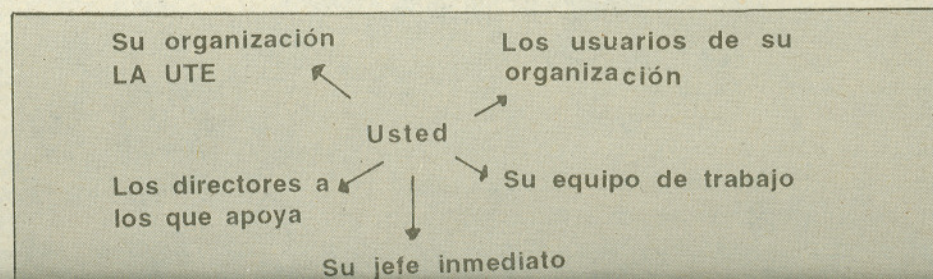 Su organización
LA UTE
Los usuarios de su
organización
Usted
Los directores a
los que apoya
Su equipo de trabajo
Su jefe inmediato